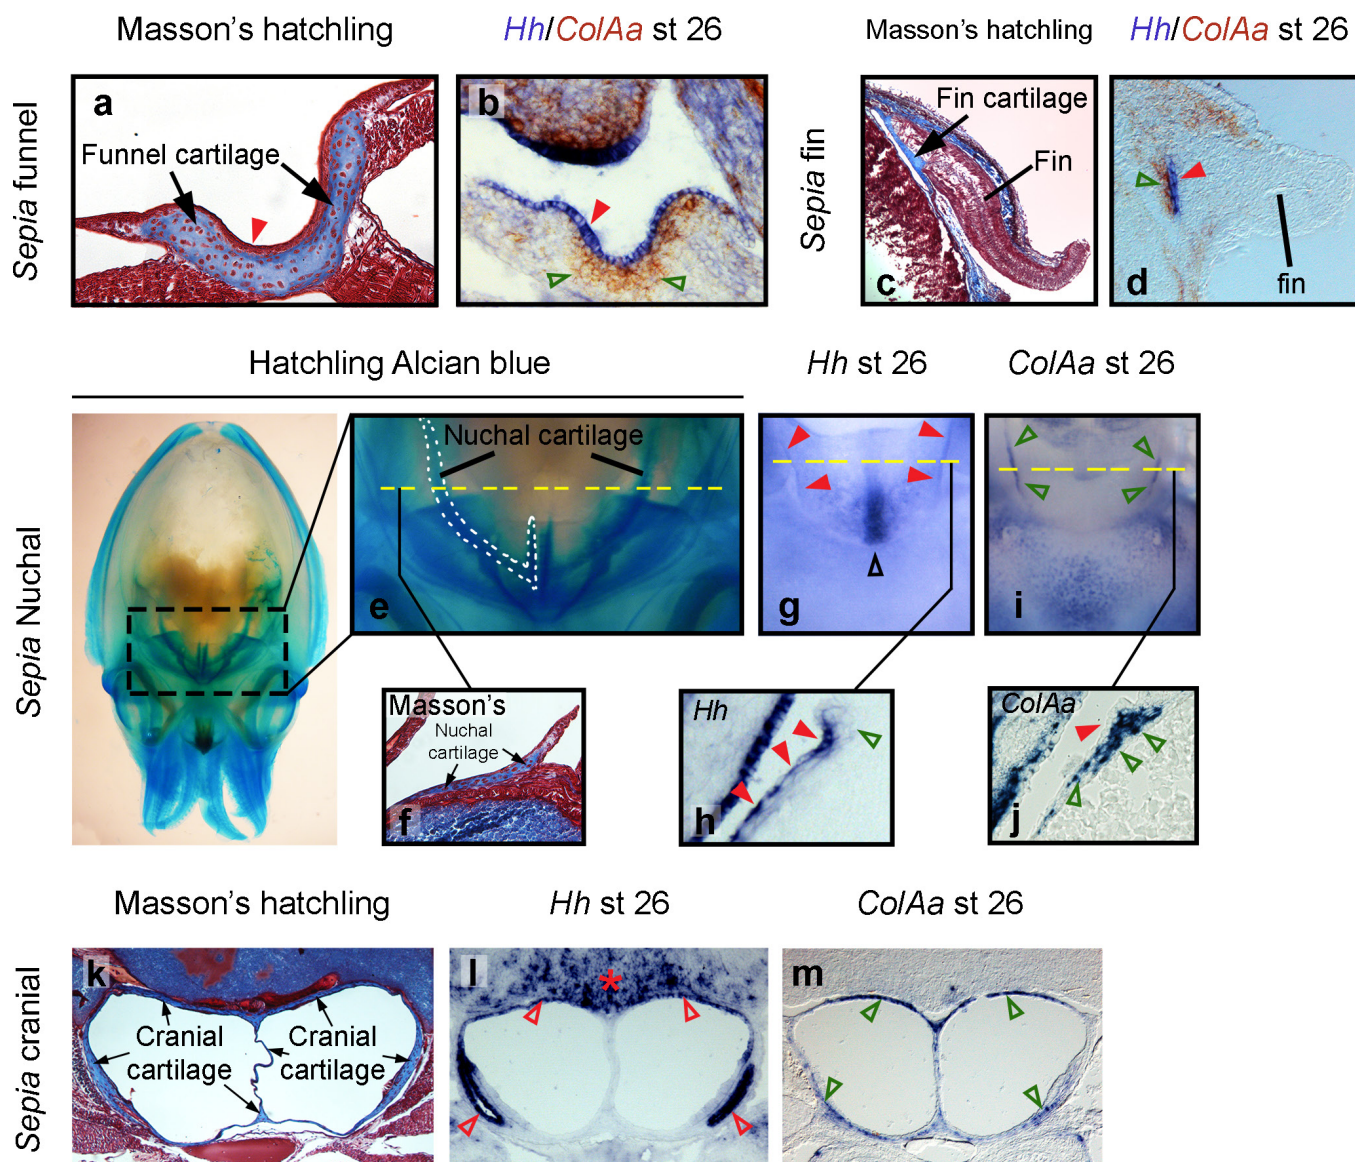 Masson's hatchling
Hh/ColAa st 26
Masson's hatchling
Hh/ColAa st 26
Sepia funnel
a
Funnel cartilage
b
Sepia fin
Fin cartilage
Fin
c
d
fin
Hatchling Alcian blue
Hh st 26
ColAa st 26
Sepia Nuchal
Nuchal cartilage
e
g
i
Masson's
Nuchal
cartilage
f
Hh
h
ColAa
j
Masson's hatchling
Hh st 26
ColAa st 26
Sepia cranial
k
Cranial
cartilage
Cranial
cartilage
l
*
m